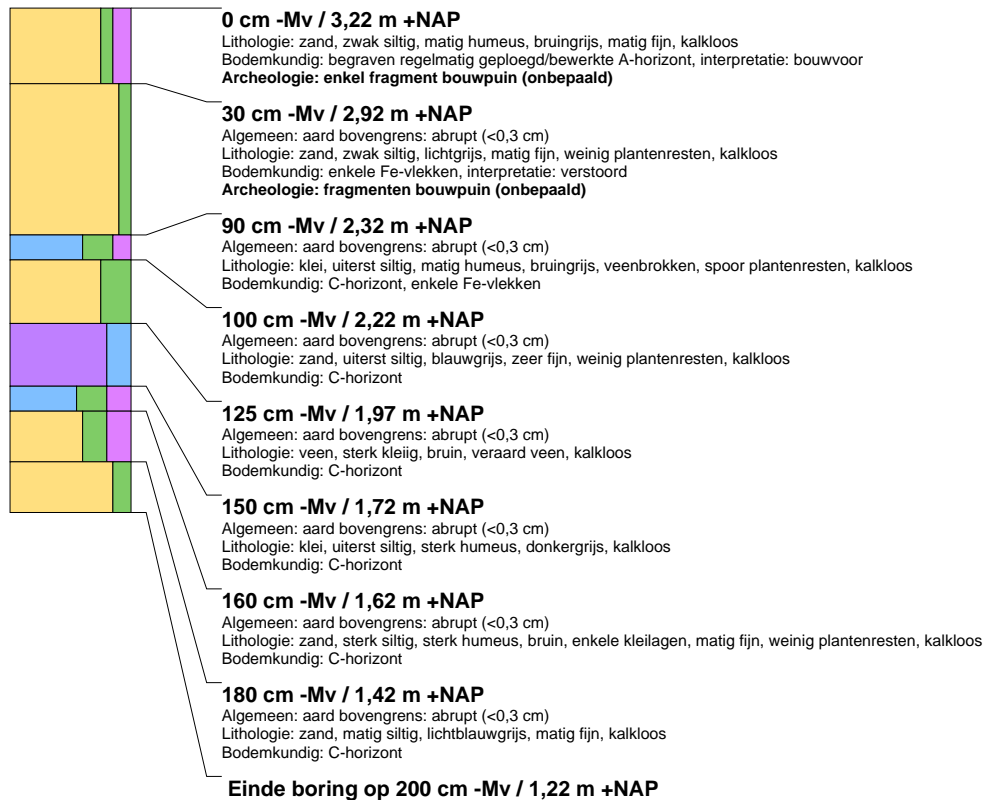 0 cm -Mv / 3,22 m +NAP
Lithologie: zand, zwak siltig, matig humeus, bruingrijs, matig fijn, kalkloos
Bodemkundig: begraven regelmatig geploegd/bewerkte A-horizont, interpretatie: bouwvoor
Archeologie: enkel fragment bouwpuin (onbepaald)
30 cm -Mv / 2,92 m +NAP
Algemeen: aard bovengrens: abrupt (<0,3 cm)
Lithologie: zand, zwak siltig, lichtgrijs, matig fijn, weinig plantenresten, kalkloos
Bodemkundig: enkele Fe-vlekken, interpretatie: verstoord
Archeologie: fragmenten bouwpuin (onbepaald)
90 cm -Mv / 2,32 m +NAP
Algemeen: aard bovengrens: abrupt (<0,3 cm)
Lithologie: klei, uiterst siltig, matig humeus, bruingrijs, veenbrokken, spoor plantenresten, kalkloos
Bodemkundig: C-horizont, enkele Fe-vlekken
100 cm -Mv / 2,22 m +NAP
Algemeen: aard bovengrens: abrupt (<0,3 cm)
Lithologie: zand, uiterst siltig, blauwgrijs, zeer fijn, weinig plantenresten, kalkloos
Bodemkundig: C-horizont
125 cm -Mv / 1,97 m +NAP
Algemeen: aard bovengrens: abrupt (<0,3 cm)
Lithologie: veen, sterk kleiig, bruin, veraard veen, kalkloos
Bodemkundig: C-horizont
150 cm -Mv / 1,72 m +NAP
Algemeen: aard bovengrens: abrupt (<0,3 cm)
Lithologie: klei, uiterst siltig, sterk humeus, donkergrijs, kalkloos
Bodemkundig: C-horizont
160 cm -Mv / 1,62 m +NAP
Algemeen: aard bovengrens: abrupt (<0,3 cm)
Lithologie: zand, sterk siltig, sterk humeus, bruin, enkele kleilagen, matig fijn, weinig plantenresten, kalkloos
Bodemkundig: C-horizont
180 cm -Mv / 1,42 m +NAP
Algemeen: aard bovengrens: abrupt (<0,3 cm)
Lithologie: zand, matig siltig, lichtblauwgrijs, matig fijn, kalkloos
Bodemkundig: C-horizont
Einde boring op 200 cm -Mv / 1,22 m +NAP